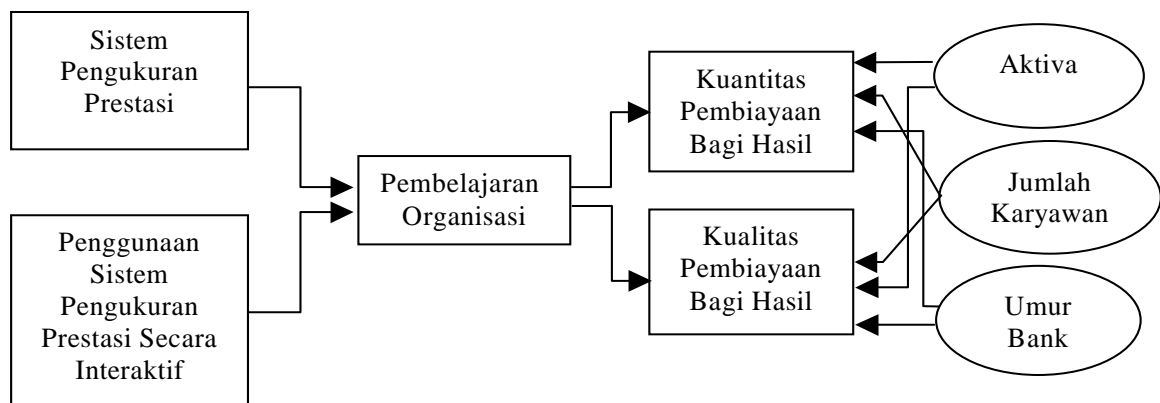 Sistem
Pengukuran
Prestasi
Penggunaan
Sistem
Pengukuran
Prestasi Secara
Interaktif
Pembelajaran
Organisasi
Kuantitas
Pembiayaan
Bagi Hasil
Kualitas
Pembiayaan
Bagi Hasil
Aktiva
Jumlah
Karyawan
Umur
Bank